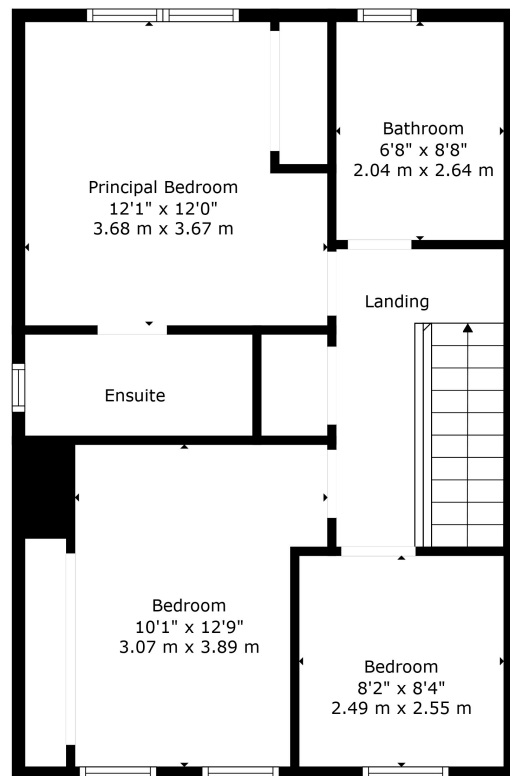 Bathroom
6'8" x 8'8"
2.04 m x 2.64 m
Principal Bedroom
12'1" x 12'0"
3.68 m x 3.67 m
Landing
Ensuite
Bedroom
10'1" x 12'9"
3.07 m x 3.89 m
Bedroom
8'2" x 8'4"
2.49 m x 2.55 m